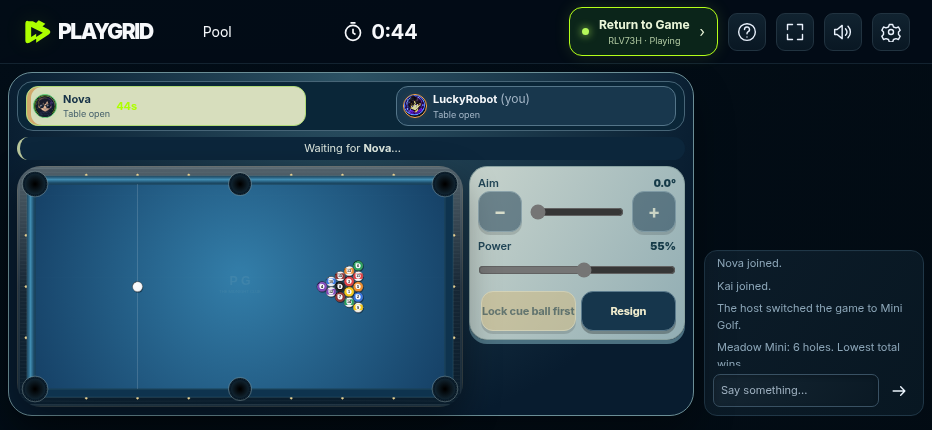 PLAYGRID
Pool
0:44
Return to Game
RLV73H · Playing
Nova
Table open
44s
LuckyRobot (you)
Table open
Waiting for Nova...
PG
Aim
0.0°
−
+
Power
55%
Lock cue ball first
Resign
Nova joined.
Kai joined.
The host switched the game to Mini
Golf.
Meadow Mini: 6 holes. Lowest total
wins.
Say something...